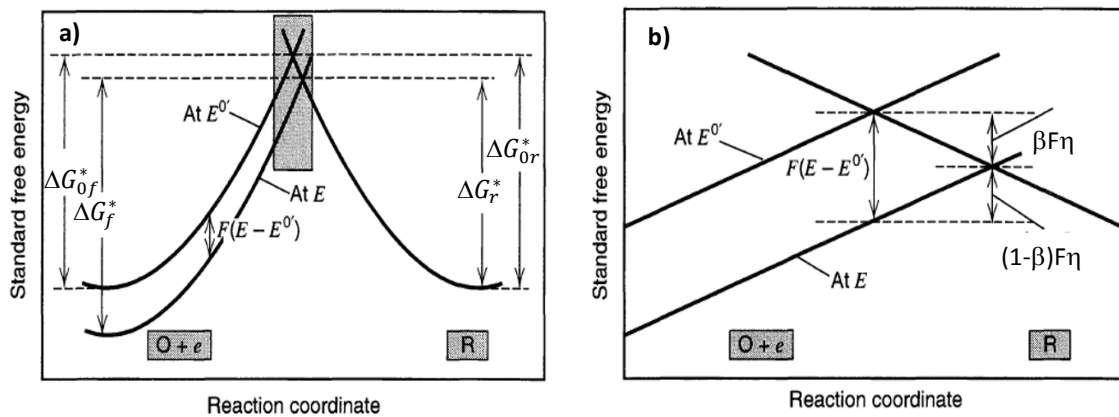 a)
Standard free energy
At E⁰′
ΔG*₀f
ΔG*f
At E
F(E − E⁰′)
ΔG*₀r
ΔG*r
O + e
R
Reaction coordinate
b)
Standard free energy
At E⁰′
F(E − E⁰′)
βFη
(1-β)Fη
At E
O + e
R
Reaction coordinate